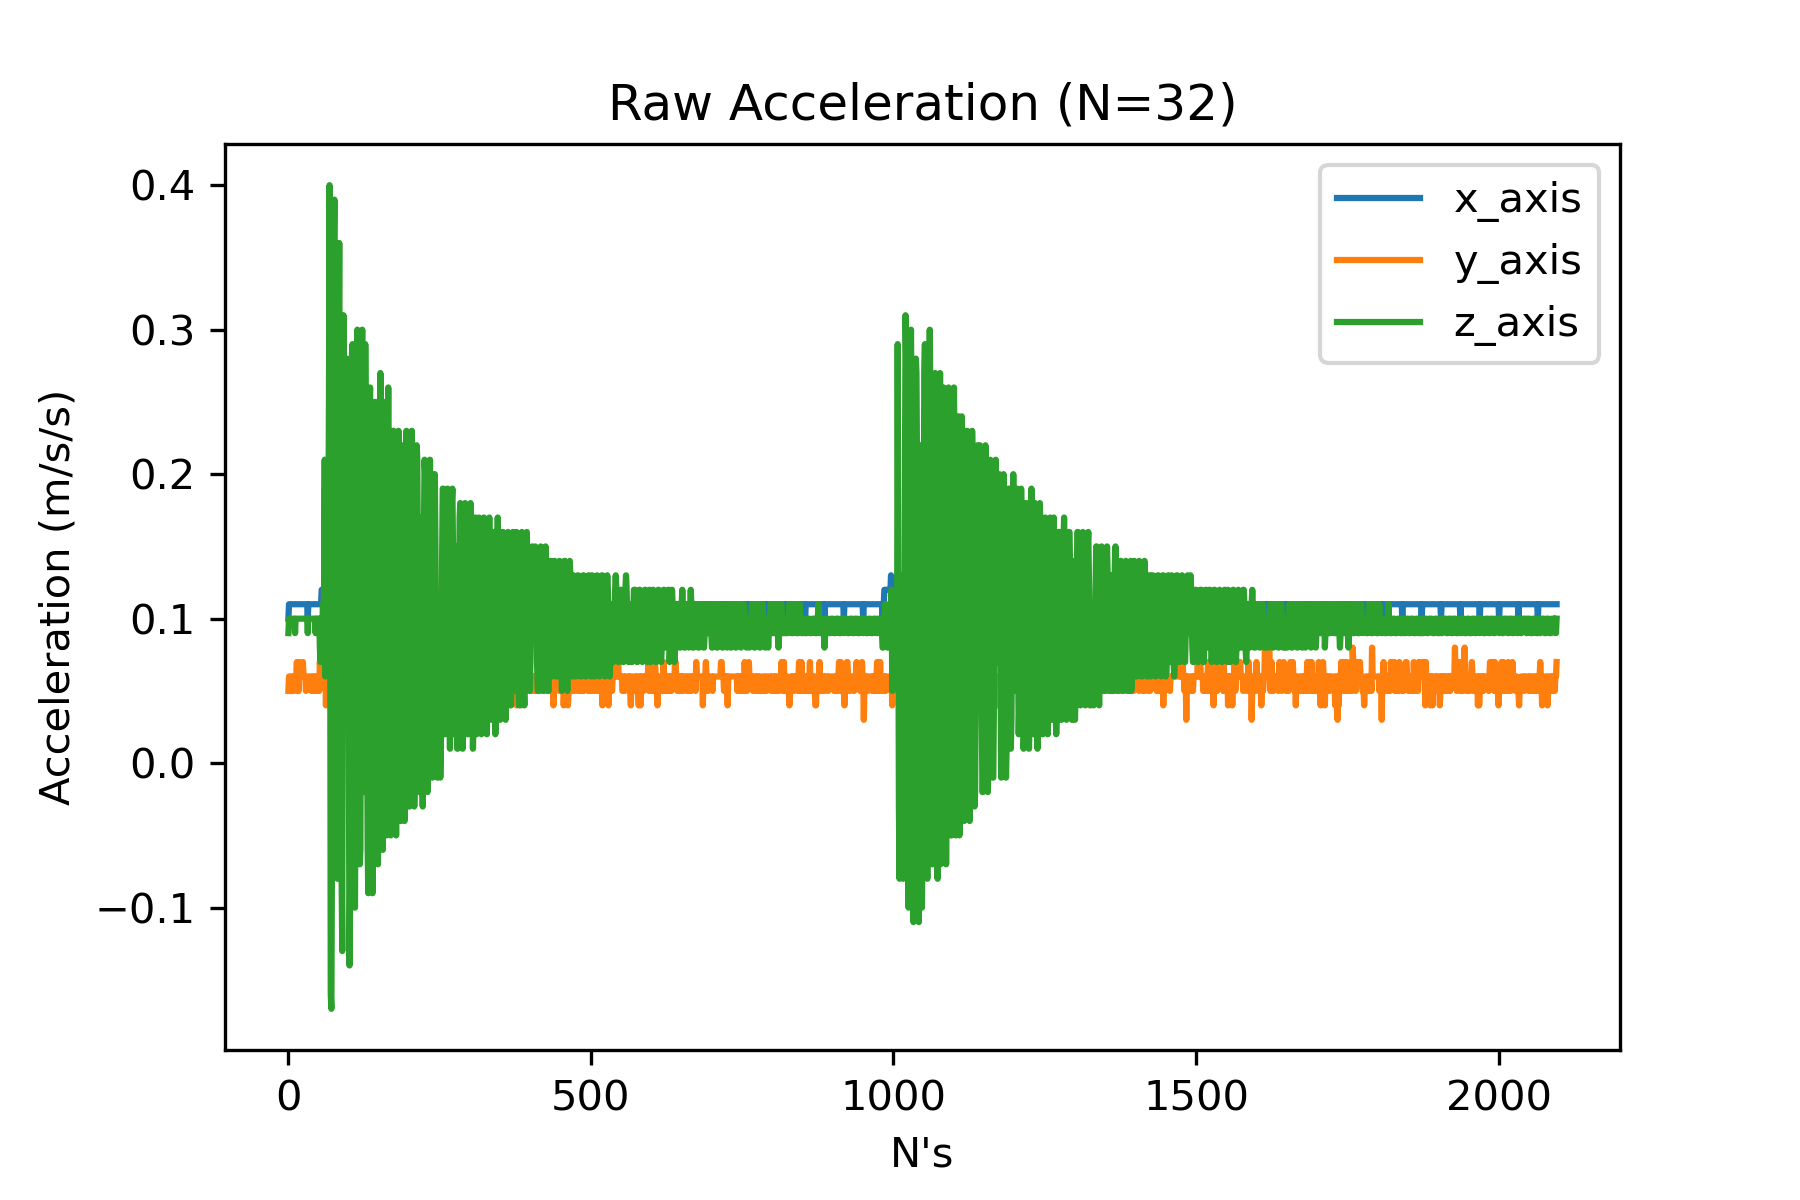 Raw Acceleration (N=32)
x_axis
y_axis
z_axis
Acceleration (m/s/s)
0.4
0.3
0.2
0.1
0.0
−0.1
0 500 1000 1500 2000
N's